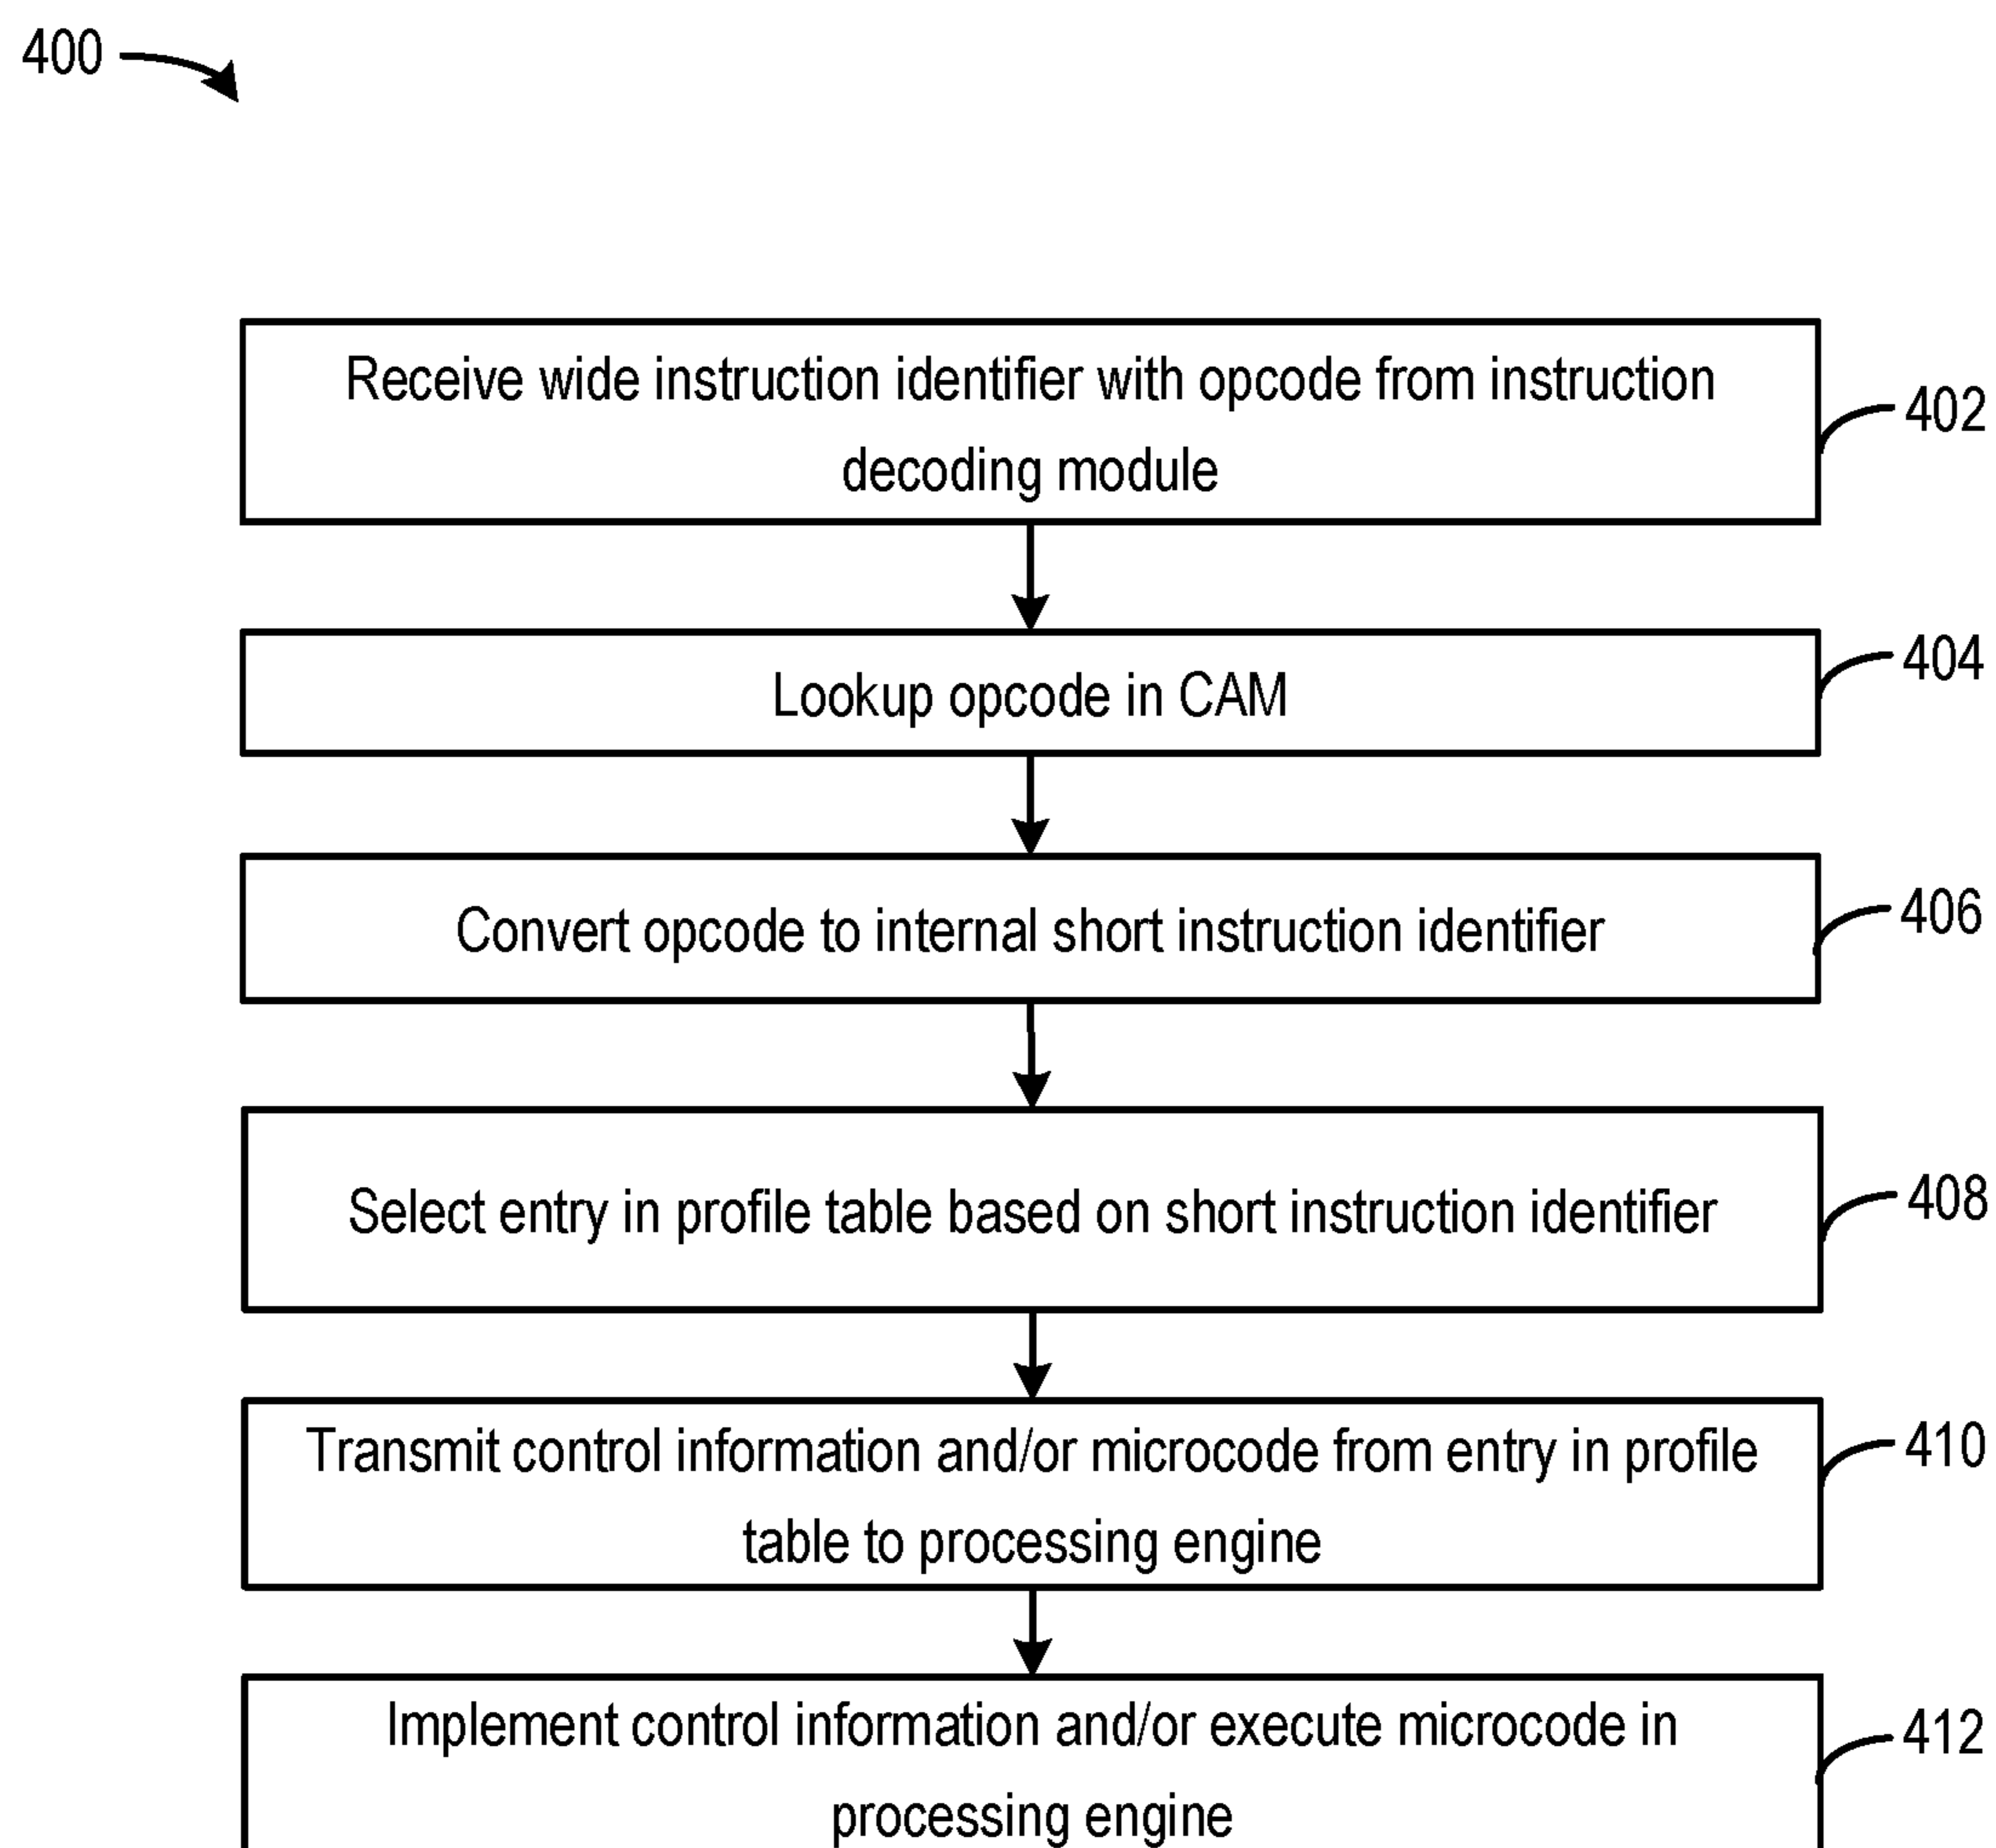 400
Receive wide instruction identifier with opcode from instruction
decoding module
402
Lookup opcode in CAM
404
Convert opcode to internal short instruction identifier
406
Select entry in profile table based on short instruction identifier
408
Transmit control information and/or microcode from entry in profile
table to processing engine
410
Implement control information and/or execute microcode in
processing engine
412